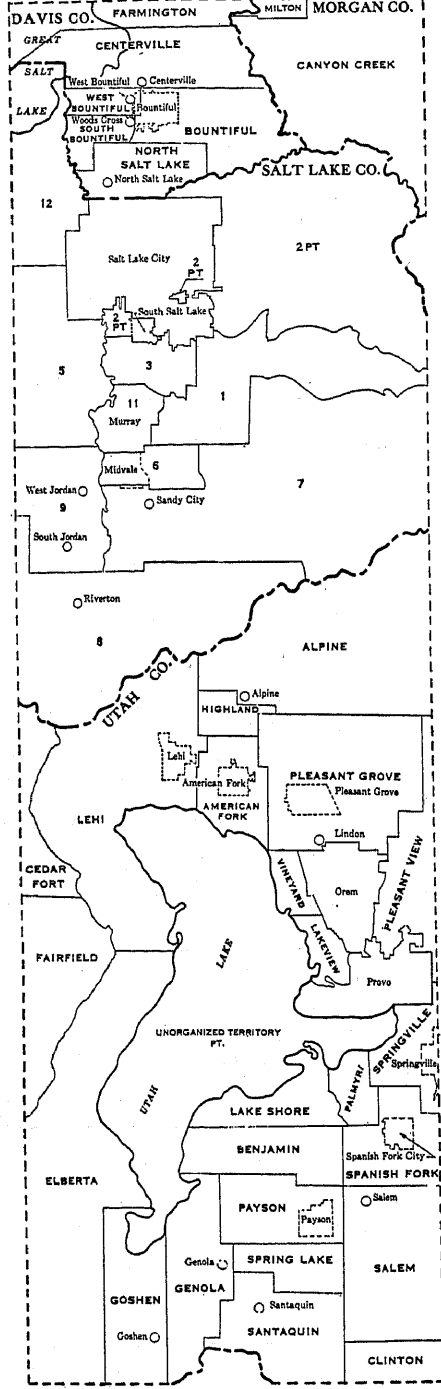 DAVIS CO.
FARMINGTON
MILTON
MORGAN CO.
GREAT
SALT
LAKE
CENTERVILLE
CANYON CREEK
West Bountiful
Centerville
WEST
BOUNTIFUL
Bountiful
Woods Cross
SOUTH
BOUNTIFUL
BOUNTIFUL
NORTH
SALT LAKE
North Salt Lake
SALT LAKE CO.
12
Salt Lake City
2
PT
2 PT
2
PT
South Salt Lake
5
3
1
11
Murray
Midvale
6
7
West Jordan
9
Sandy City
South Jordan
Riverton
8
UTAH CO.
ALPINE
Alpine
HIGHLAND
Lehi
American Fork
AMERICAN
FORK
PLEASANT GROVE
Pleasant Grove
LEHI
Lindon
CEDAR
FORT
VINEYARD
Orem
PLEASANT VIEW
LAKEVIEW
FAIRFIELD
LAKE
Provo
UNORGANIZED TERRITORY
PT.
UTAH
SPRINGVILLE
Springville
PALMYRA
LAKE SHORE
BENJAMIN
Spanish Fork City
SPANISH FORK
ELBERTA
PAYSON
Payson
Salem
SALEM
Genola
GENOLA
SPRING LAKE
GOSHEN
Goshen
Santaquin
SANTAQUIN
CLINTON